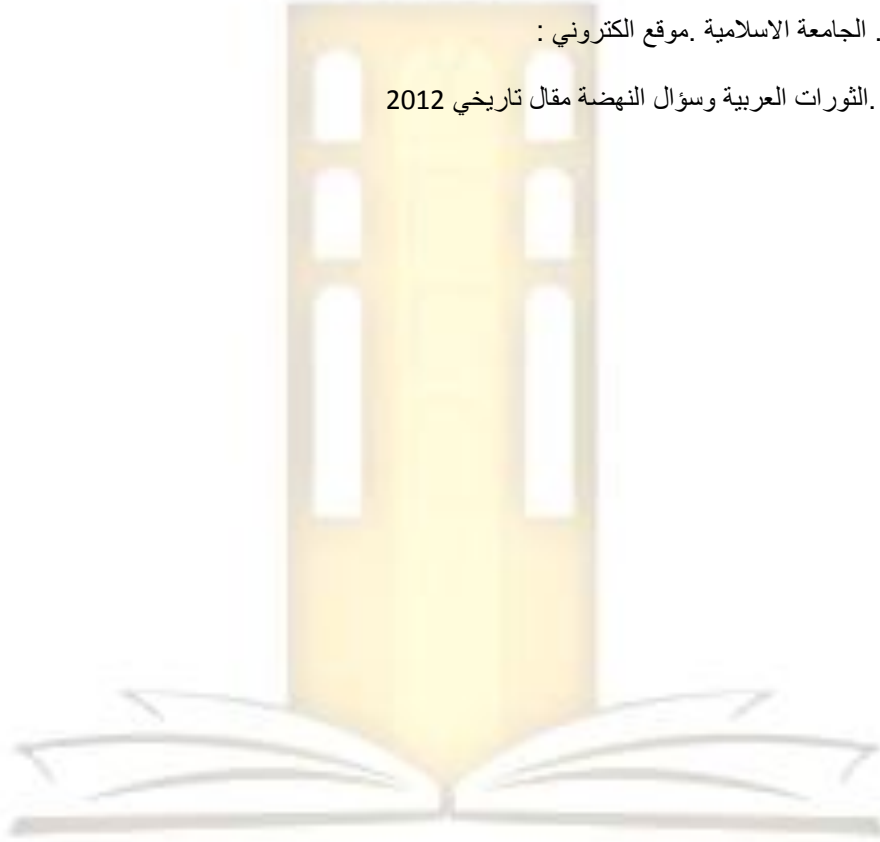 . الجامعة الاسلامية .موقع الكتروني :
.الثورات العربية وسؤال النهضة مقال تاريخي 2012